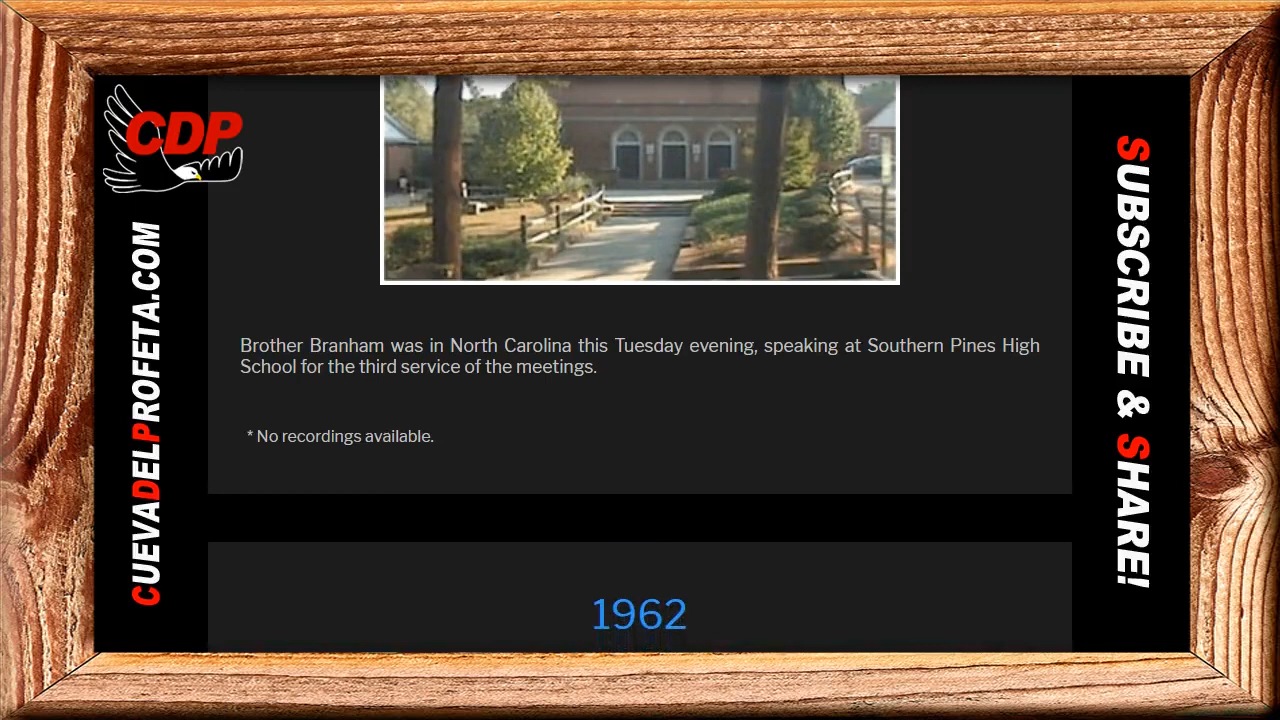 CDP
CUEVADELPROFETA.COM
SUBSCRIBE & SHARE!
Brother Branham was in North Carolina this Tuesday evening, speaking at Southern Pines High
School for the third service of the meetings.
* No recordings available.
1962